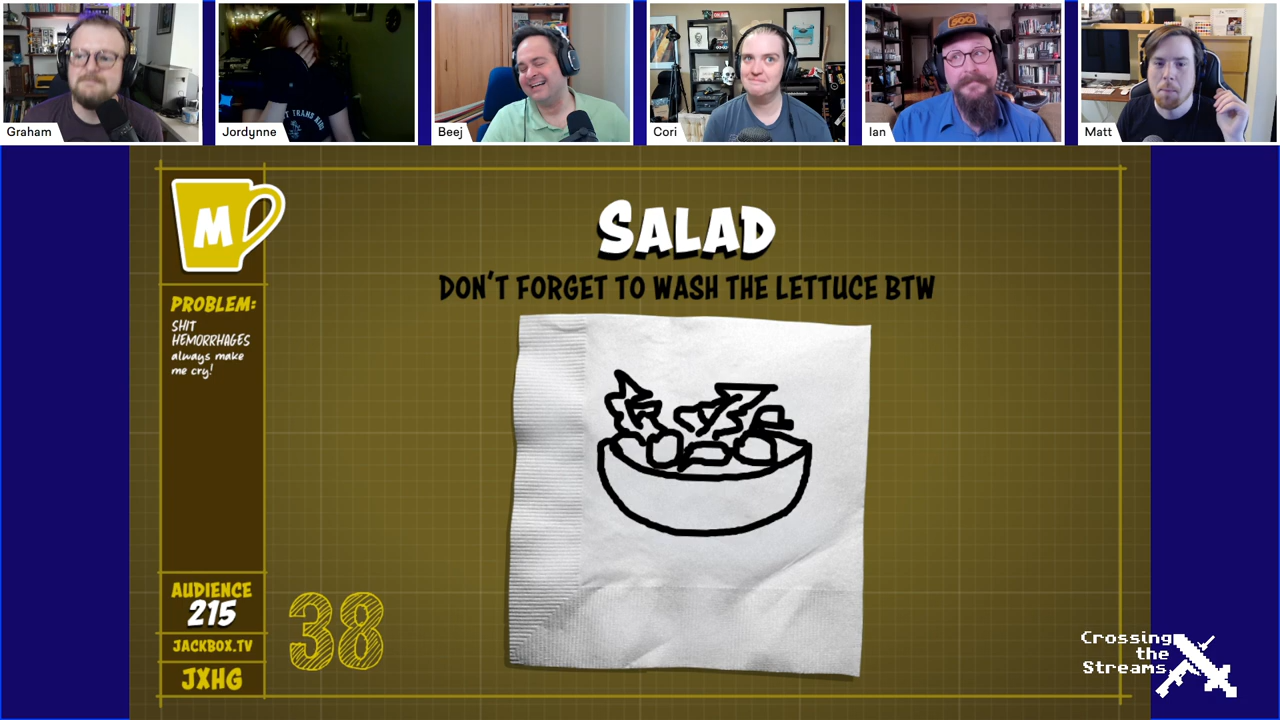 Graham
Jordynne
Beej
Cori
Ian
Matt
M
SALAD
DON'T FORGET TO WASH THE LETTUCE BTW
PROBLEM:
SHIT
HEMORRHAGES
always make
me cry!
AUDIENCE
215
JACKBOX.TV
JXHG
38
Crossing
the
Streams